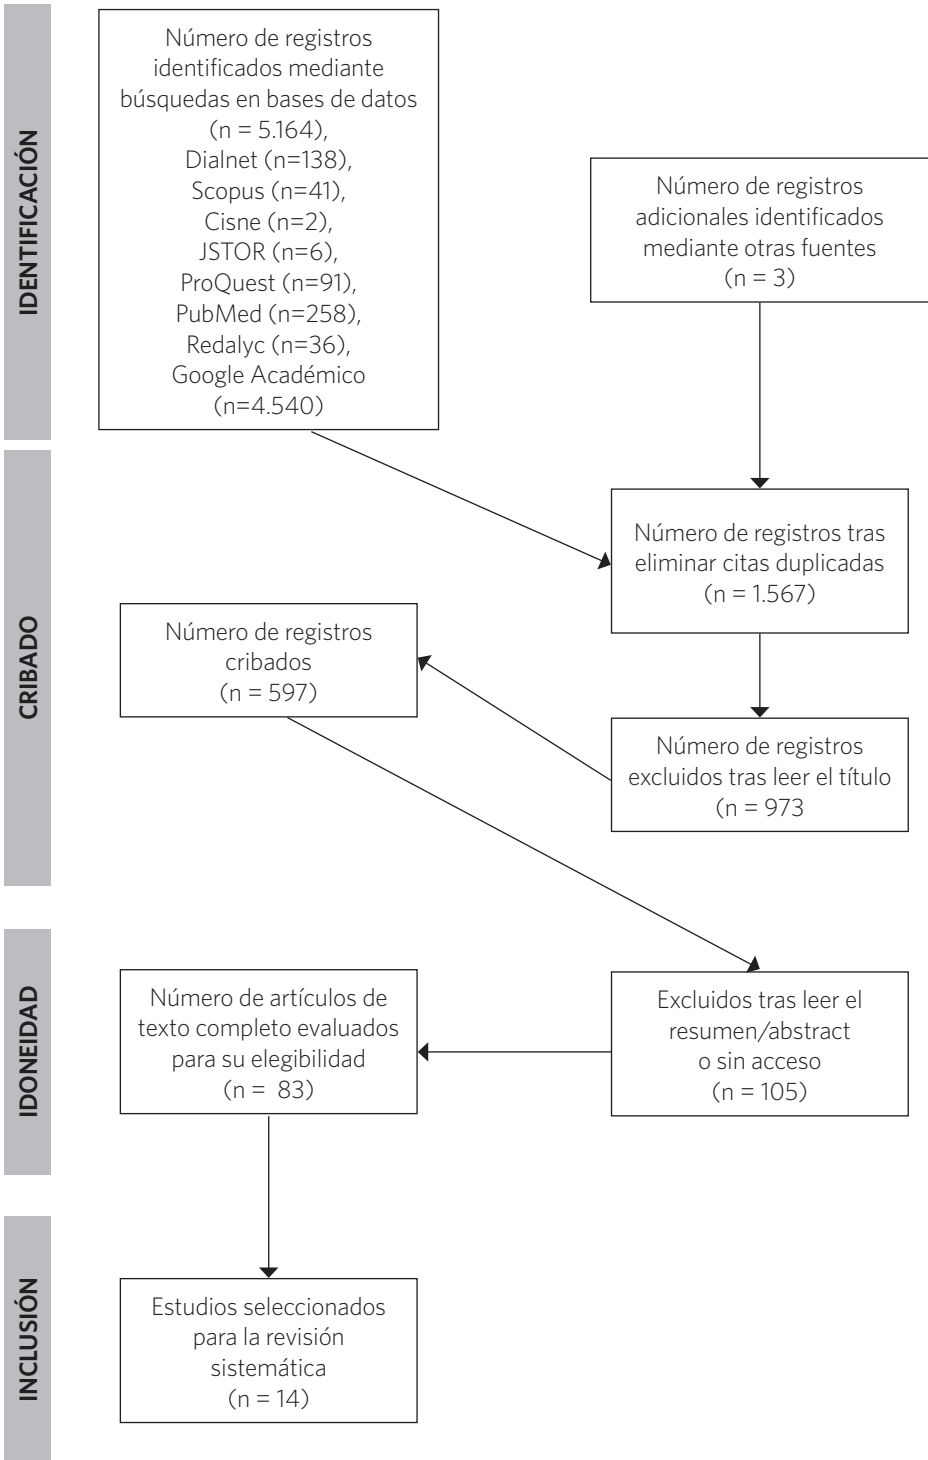 IDENTIFICACIÓN
Número de registros
identificados mediante
búsquedas en bases de datos
(n = 5.164),
Dialnet (n=138),
Scopus (n=41),
Cisne (n=2),
JSTOR (n=6),
ProQuest (n=91),
PubMed (n=258),
Redalyc (n=36),
Google Académico
(n=4.540)
Número de registros
adicionales identificados
mediante otras fuentes
(n = 3)
CRIBADO
Número de registros tras
eliminar citas duplicadas
(n = 1.567)
Número de registros
cribados
(n = 597)
Número de registros
excluidos tras leer el título
(n = 973
IDONEIDAD
Número de artículos de
texto completo evaluados
para su elegibilidad
(n = 83)
Excluidos tras leer el
resumen/abstract
o sin acceso
(n = 105)
INCLUSIÓN
Estudios seleccionados
para la revisión
sistemática
(n = 14)